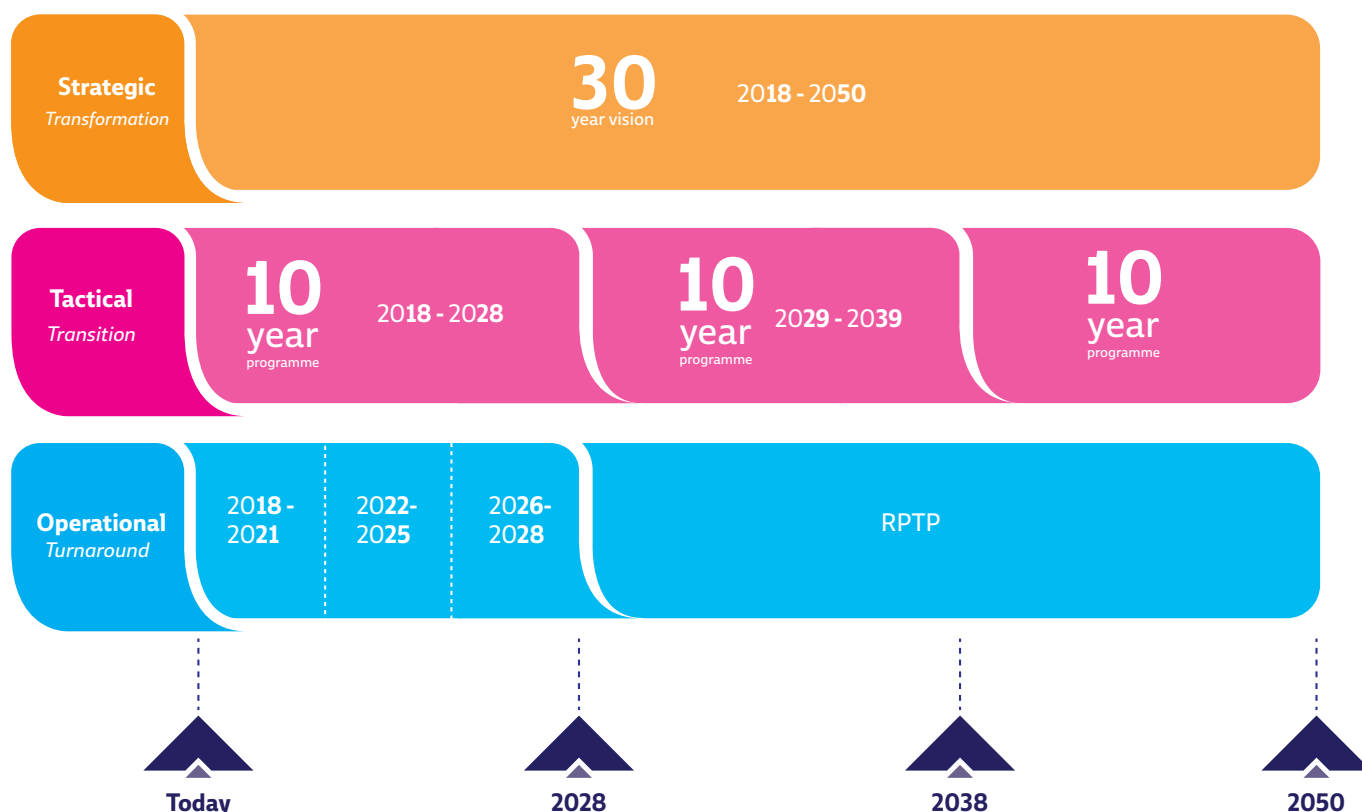 Strategic
Transformation
30
year vision
2018 - 2050
Tactical
Transition
10
year
programme
2018 - 2028
10
year
programme
2029 - 2039
10
year
programme
Operational
Turnaround
2018 -
2021
2022-
2025
2026-
2028
RPTP
Today
2028
2038
2050